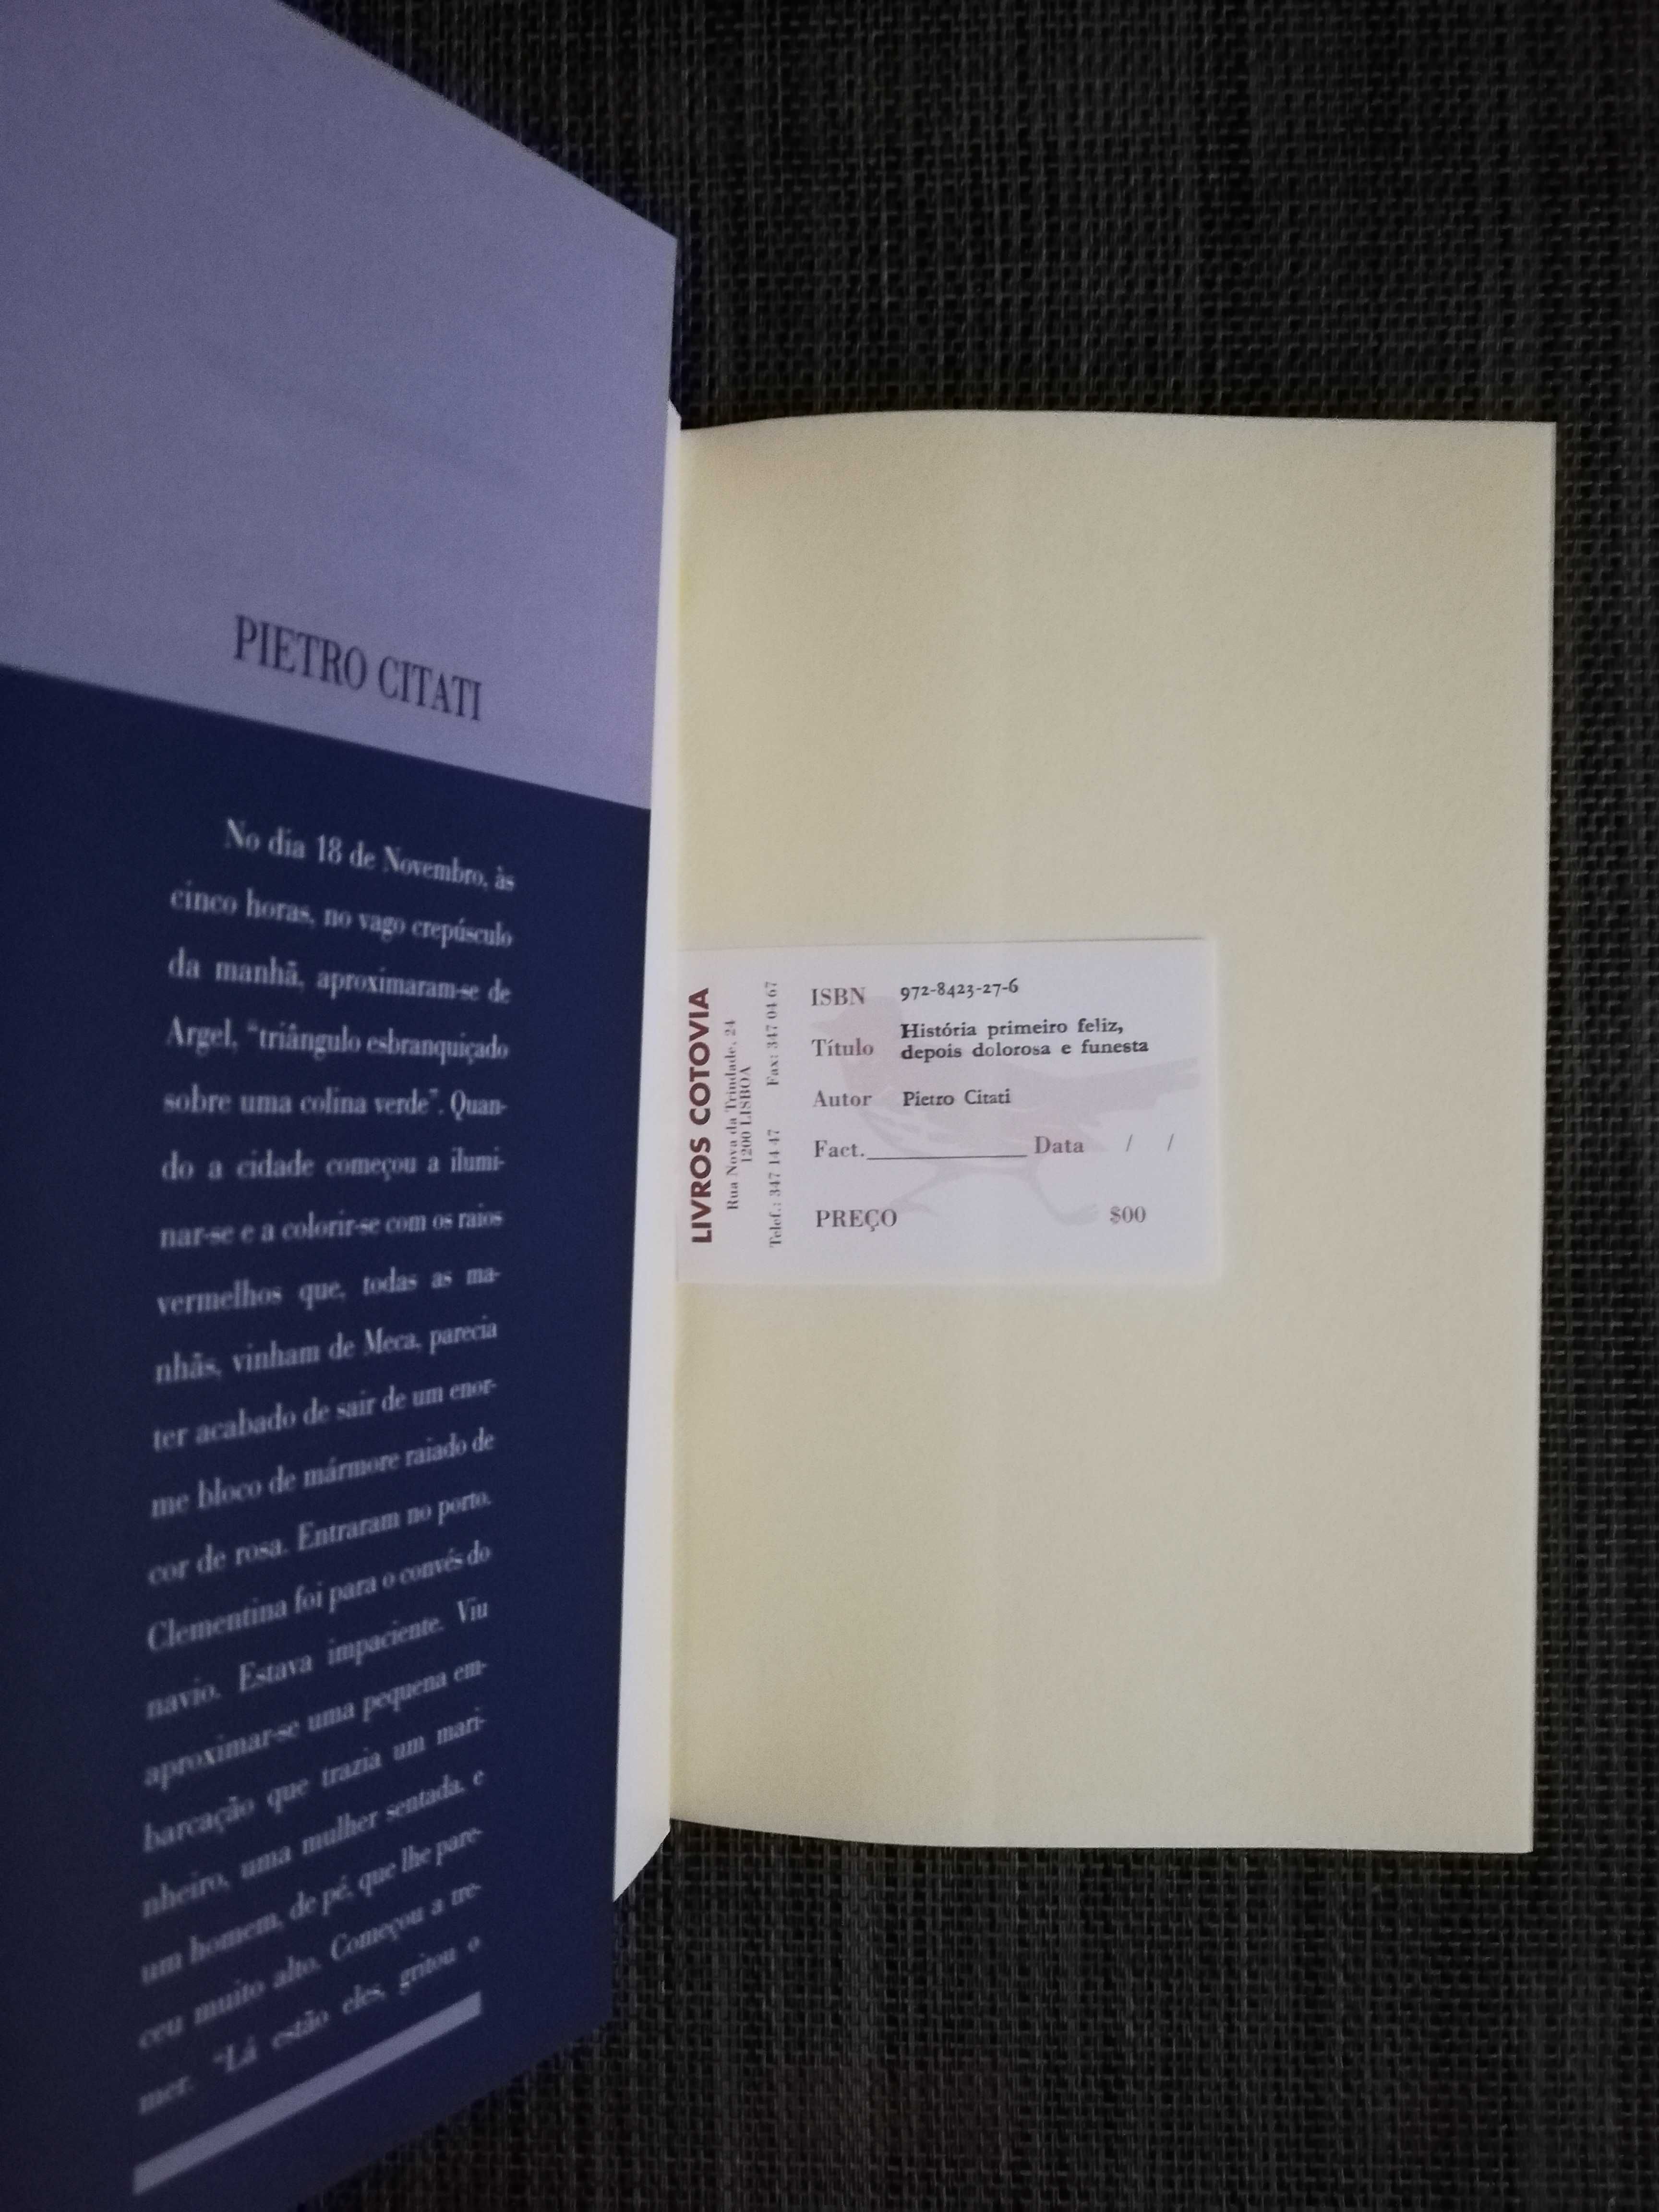 PIETRO CITATI
No dia 18 de Novembro, às
cinco horas, no vago crepúsculo
da manhã, aproximaram-se de
Argel, "triângulo esbranquiçado
sobre uma colina verde". Quan-
do a cidade começou a ilumi-
nar-se e a colorir-se com os raios
vermelhos que, todas as ma-
nhãs, vinham de Meca, parecia
ter acabado de sair de um enor-
me bloco de mármore raiado de
cor de rosa. Entraram no porto.
Clementina foi para o convés do
navio. Estava impaciente. Viu
aproximar-se uma pequena em-
barcação que trazia um mari-
nheiro, uma mulher sentada, e
um homem, de pé, que lhe pare-
ceu muito alto. Começou a tre-
mer. "Lá estão eles, gritou o
LIVROS COTOVIA
Rua Nova da Trindade, 24
1200 LISBOA
Telef.: 347 14 47 Fax: 347 04 67
ISBN 972-8423-27-6
Título História primeiro feliz,
depois dolorosa e funesta
Autor Pietro Citati
Fact.____________ Data / /
PREÇO $00